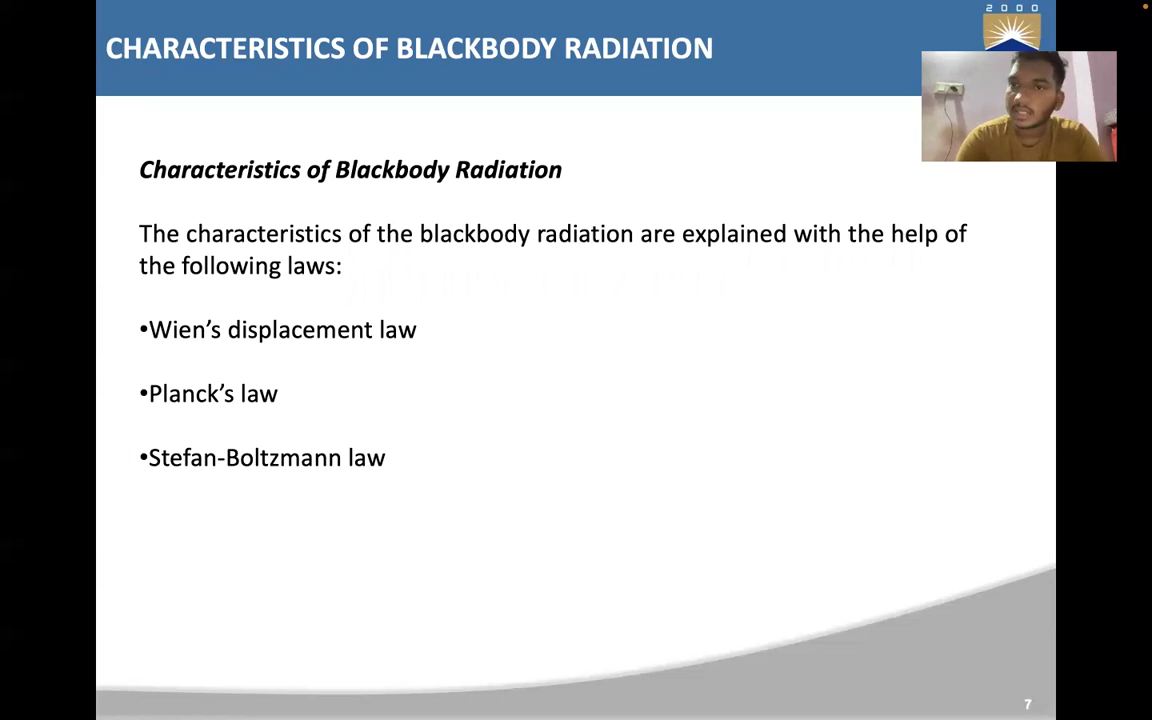 2000
CHARACTERISTICS OF BLACKBODY RADIATION
Characteristics of Blackbody Radiation
The characteristics of the blackbody radiation are explained with the help of
the following laws:
•Wien’s displacement law
•Planck’s law
•Stefan-Boltzmann law
7